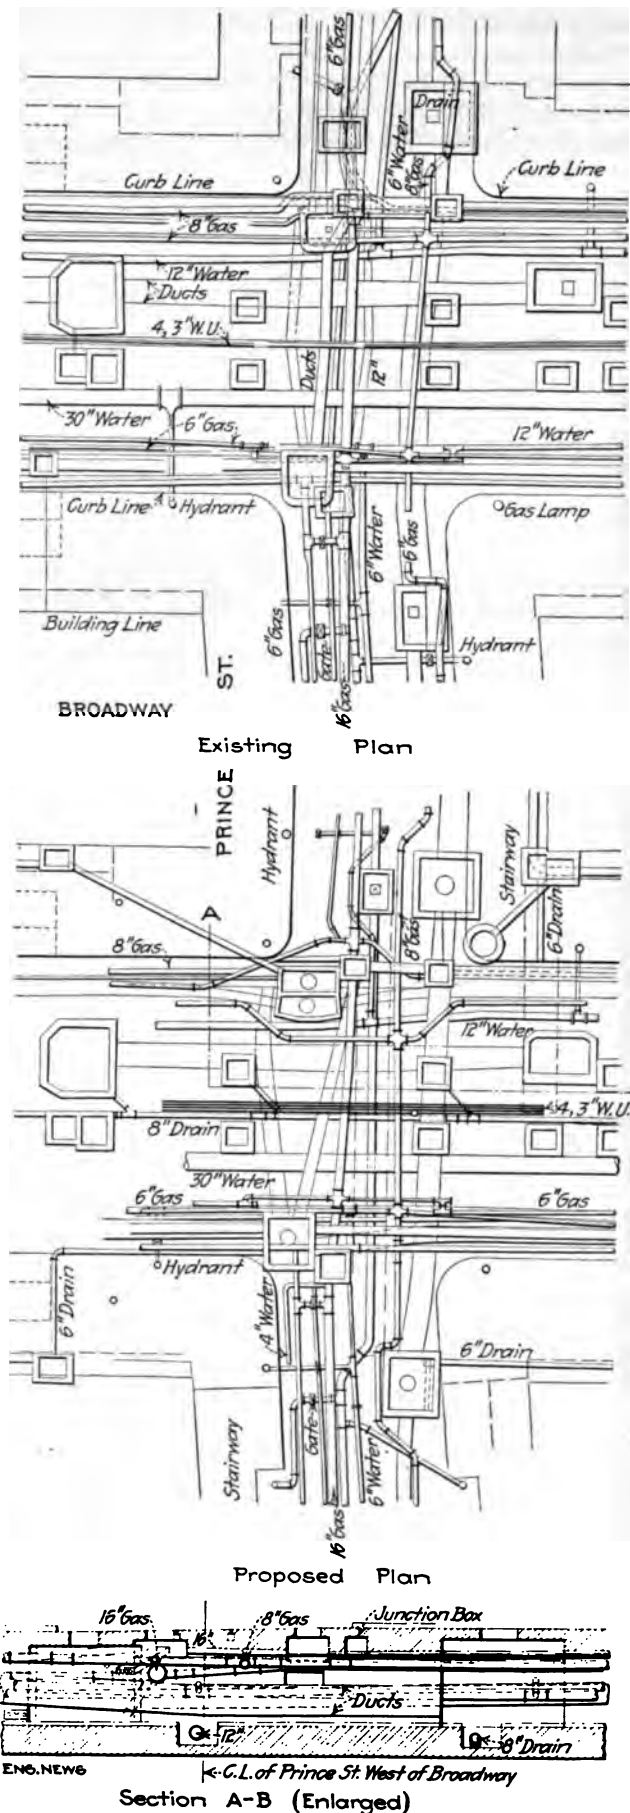 6"Gas
Drain
6"Water
8"Gas
Curb Line
Curb Line
8"Gas
12"Water
Ducts
4, 3"W.U.
Ducts
12"
30"Water
6"Gas
12"Water
Curb Line
Hydrant
Gas Lamp
6"Water
6"Gas
Building Line
6"Gas
Gate
16"Gas
Hydrant
ST.
BROADWAY
Existing Plan
PRINCE
Hydrant
Stairway
A
8"Gas
8"Gas
6"Drain
12"Water
4, 3"W.U.
8"Drain
30"Water
6"Gas
6"Gas
Hydrant
6"Drain
4"Water
6"Drain
Stairway
Gate
6"Water
16"Gas
Proposed Plan
16"Gas
16"
8"Gas
Junction Box
Ducts
12"
8"Drain
ENG. NEWS
C.L. of Prince St. West of Broadway
Section A-B (Enlarged)